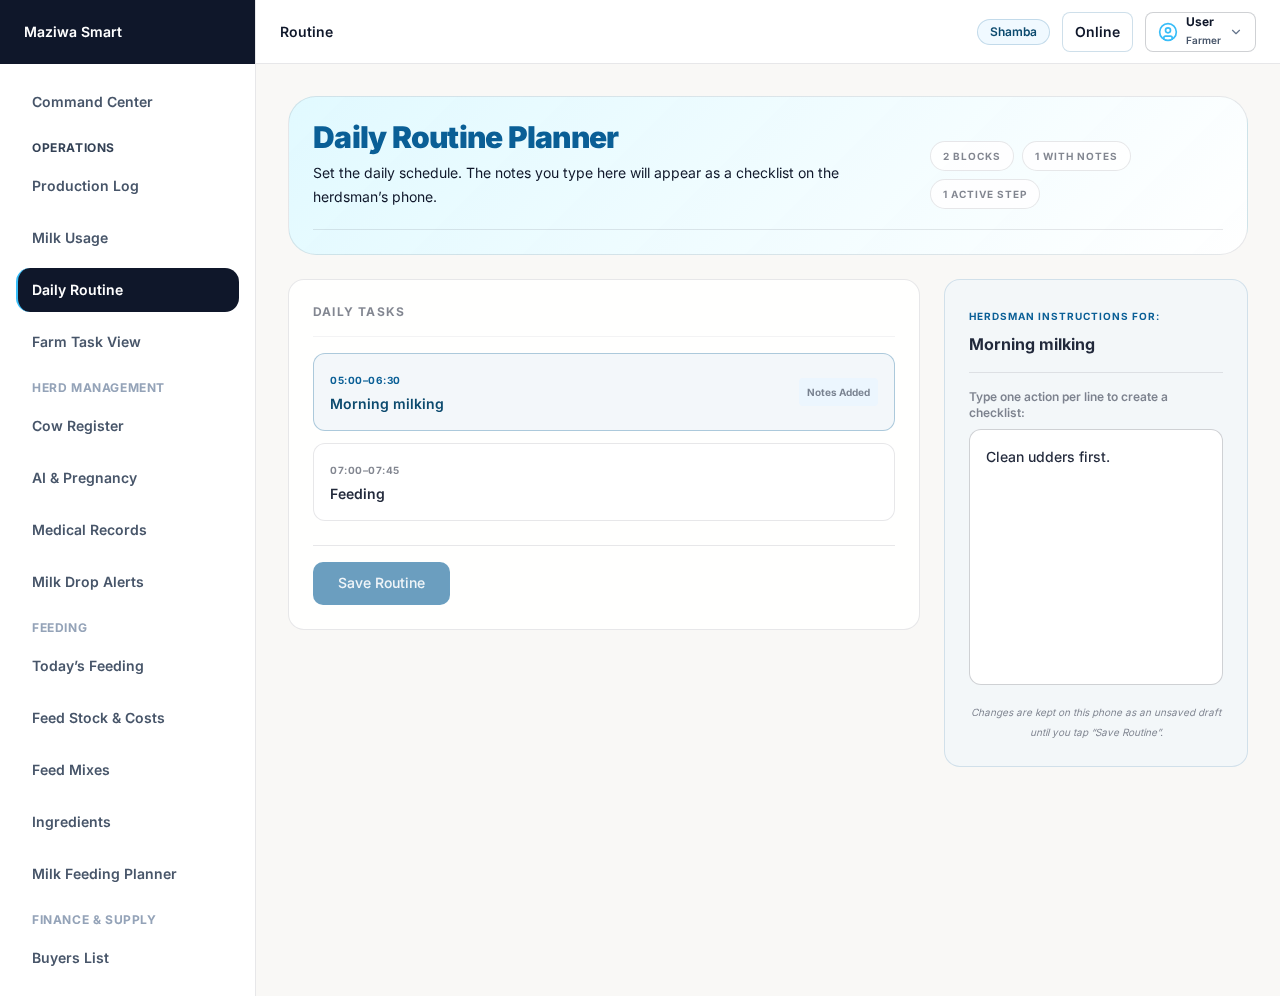 Maziwa Smart
Routine
Shamba
Online
User
Farmer
Command Center
OPERATIONS
Production Log
Milk Usage
Daily Routine
Farm Task View
HERD MANAGEMENT
Cow Register
AI & Pregnancy
Medical Records
Milk Drop Alerts
FEEDING
Today’s Feeding
Feed Stock & Costs
Feed Mixes
Ingredients
Milk Feeding Planner
FINANCE & SUPPLY
Buyers List
Daily Routine Planner
Set the daily schedule. The notes you type here will appear as a checklist on the
herdsman’s phone.
2 BLOCKS
1 WITH NOTES
1 ACTIVE STEP
DAILY TASKS
05:00–06:30
Morning milking
Notes Added
07:00–07:45
Feeding
Save Routine
HERDSMAN INSTRUCTIONS FOR:
Morning milking
Type one action per line to create a
checklist:
Clean udders first.
Changes are kept on this phone as an unsaved draft
until you tap “Save Routine”.